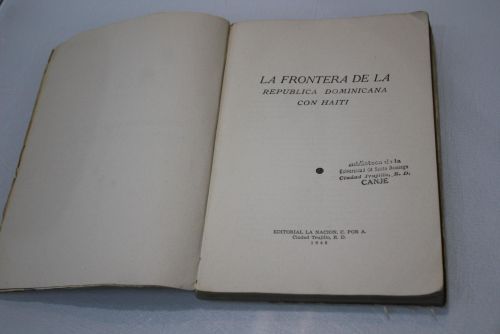 LA FRONTERA DE LA
REPUBLICA DOMINICANA
CON HAITI
Biblioteca de la
Universidad de Santo Domingo
Ciudad Trujillo, R. D.
CANJE
EDITORIAL LA NACION, C. POR A.
Ciudad Trujillo, R. D.
1946